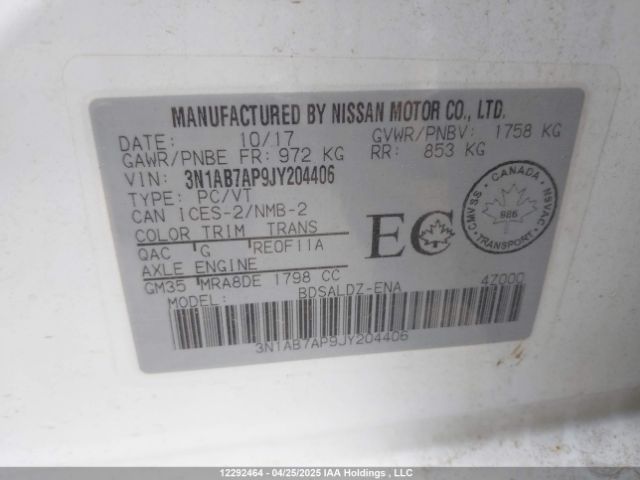 MANUFACTURED BY NISSAN MOTOR CO., LTD.
DATE: 10/17 GVWR/PNBV: 1758 KG
GAWR/PNBE FR: 972 KG RR: 853 KG
VIN: 3N1AB7AP9JY204406
TYPE: PC/VT
CAN ICES-2/NMB-2
COLOR TRIM TRANS
QAC G RE0F11A
AXLE ENGINE
GM35 MRA8DE 1798 CC
MODEL: BDSALDZ-ENA 4Z000
3N1AB7AP9JY204406
EC
CANADA
CMVSS NSVAC
986
TRANSPORT
12292464 - 04/25/2025 IAA Holdings , LLC